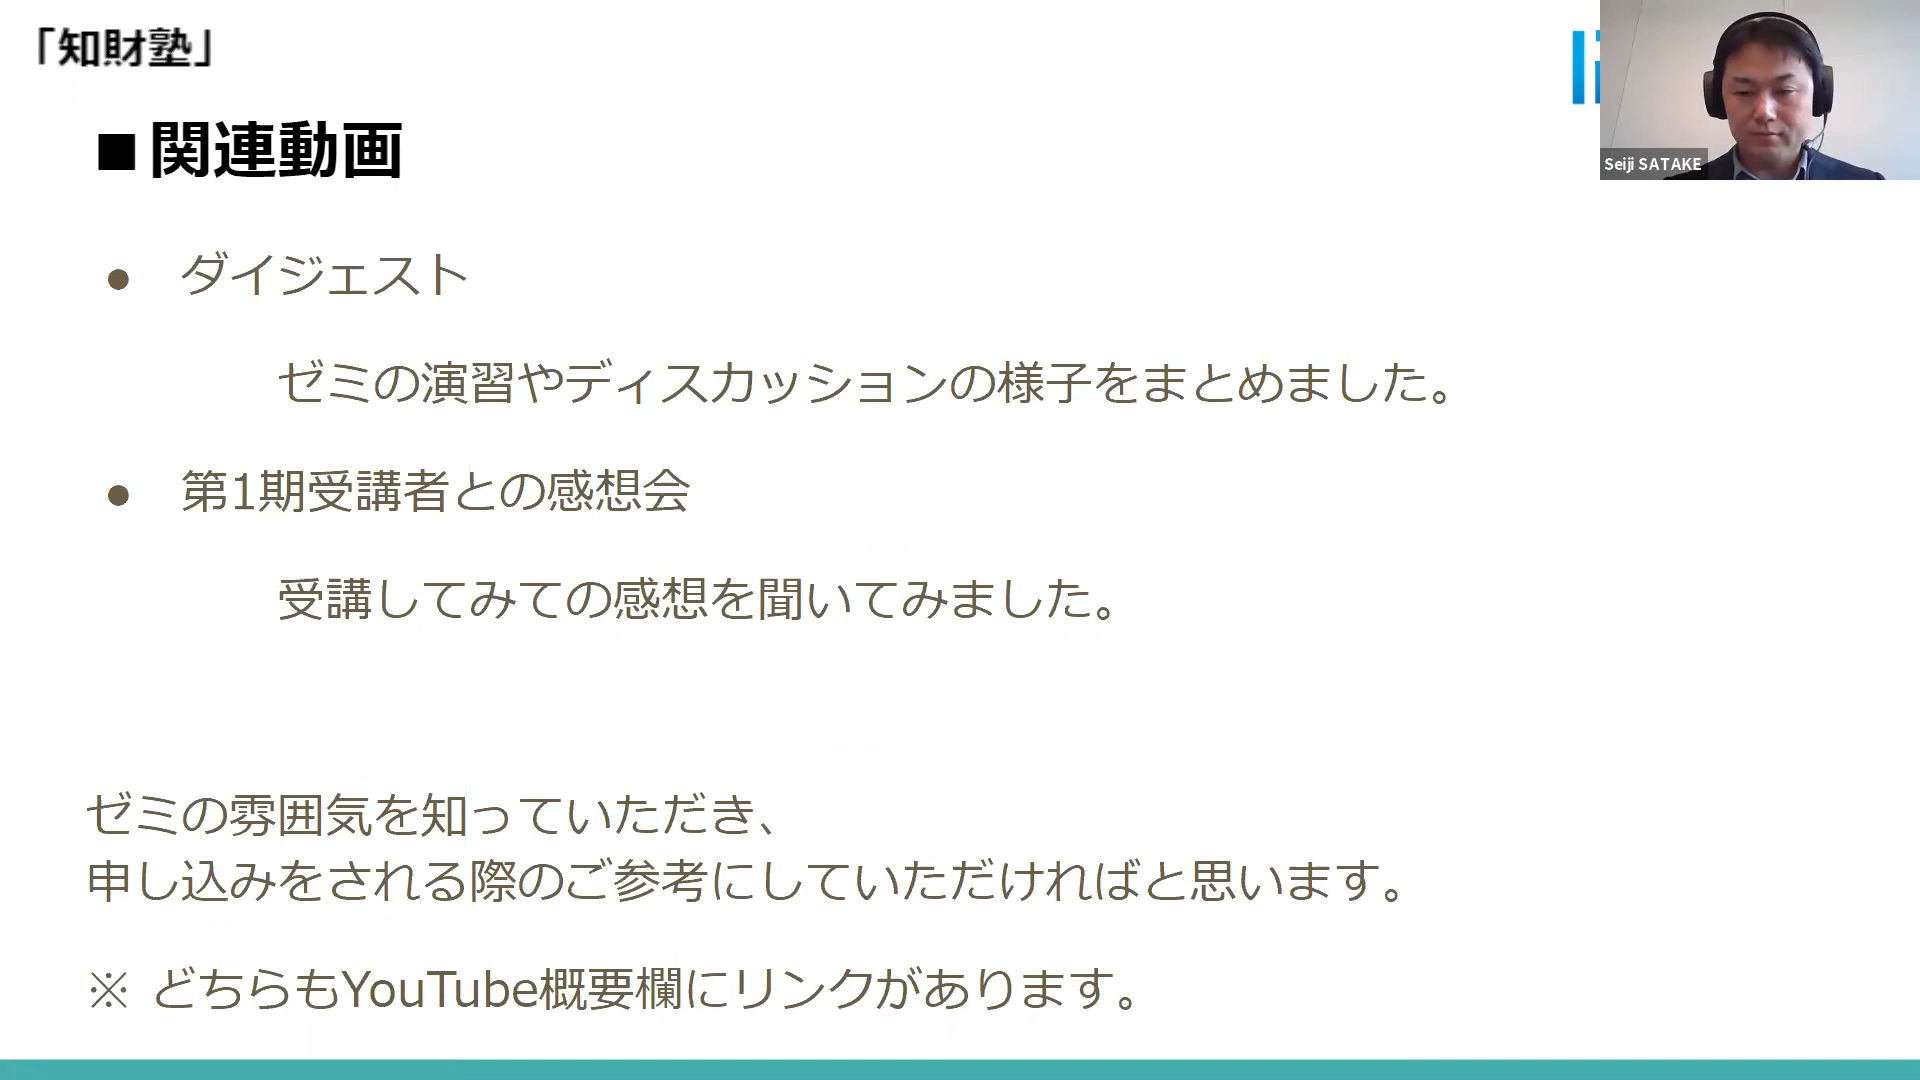 「知財塾」
■関連動画
Seiji SATAKE
● ダイジェスト
ゼミの演習やディスカッションの様子をまとめました。
● 第1期受講者との感想会
受講してみての感想を聞いてみました。
ゼミの雰囲気を知っていただき、
申し込みをされる際のご参考にしていただければと思います。
※ どちらもYouTube概要欄にリンクがあります。